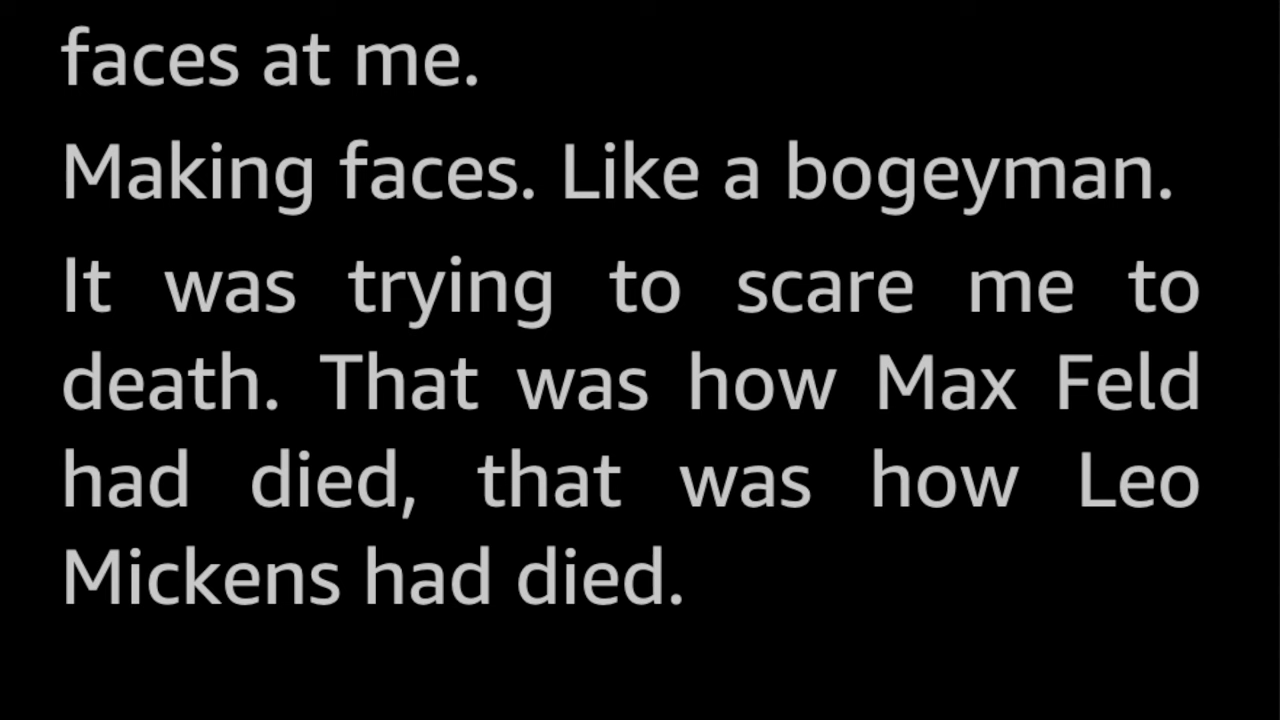 faces at me.
Making faces. Like a bogeyman.
It was trying to scare me to
death. That was how Max Feld
had died, that was how Leo
Mickens had died.